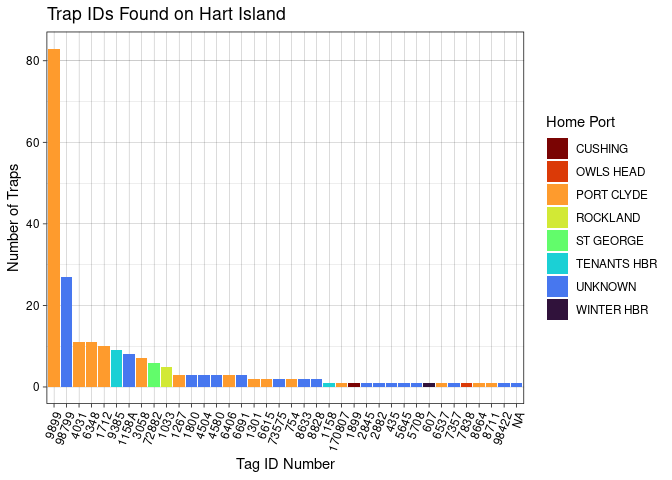 Trap IDs Found on Hart Island
Number of Traps
80
60
40
20
0
9899
98799
4031
6348
1712
9385
1158A
3058
72882
1033
1267
1800
4504
4580
6406
6691
1301
6615
73575
754
8633
8828
1158
170807
1899
2845
2882
435
5645
5708
607
6537
7357
7838
8664
8711
98422
NA
Tag ID Number
Home Port
CUSHING
OWLS HEAD
PORT CLYDE
ROCKLAND
ST GEORGE
TENANTS HBR
UNKNOWN
WINTER HBR